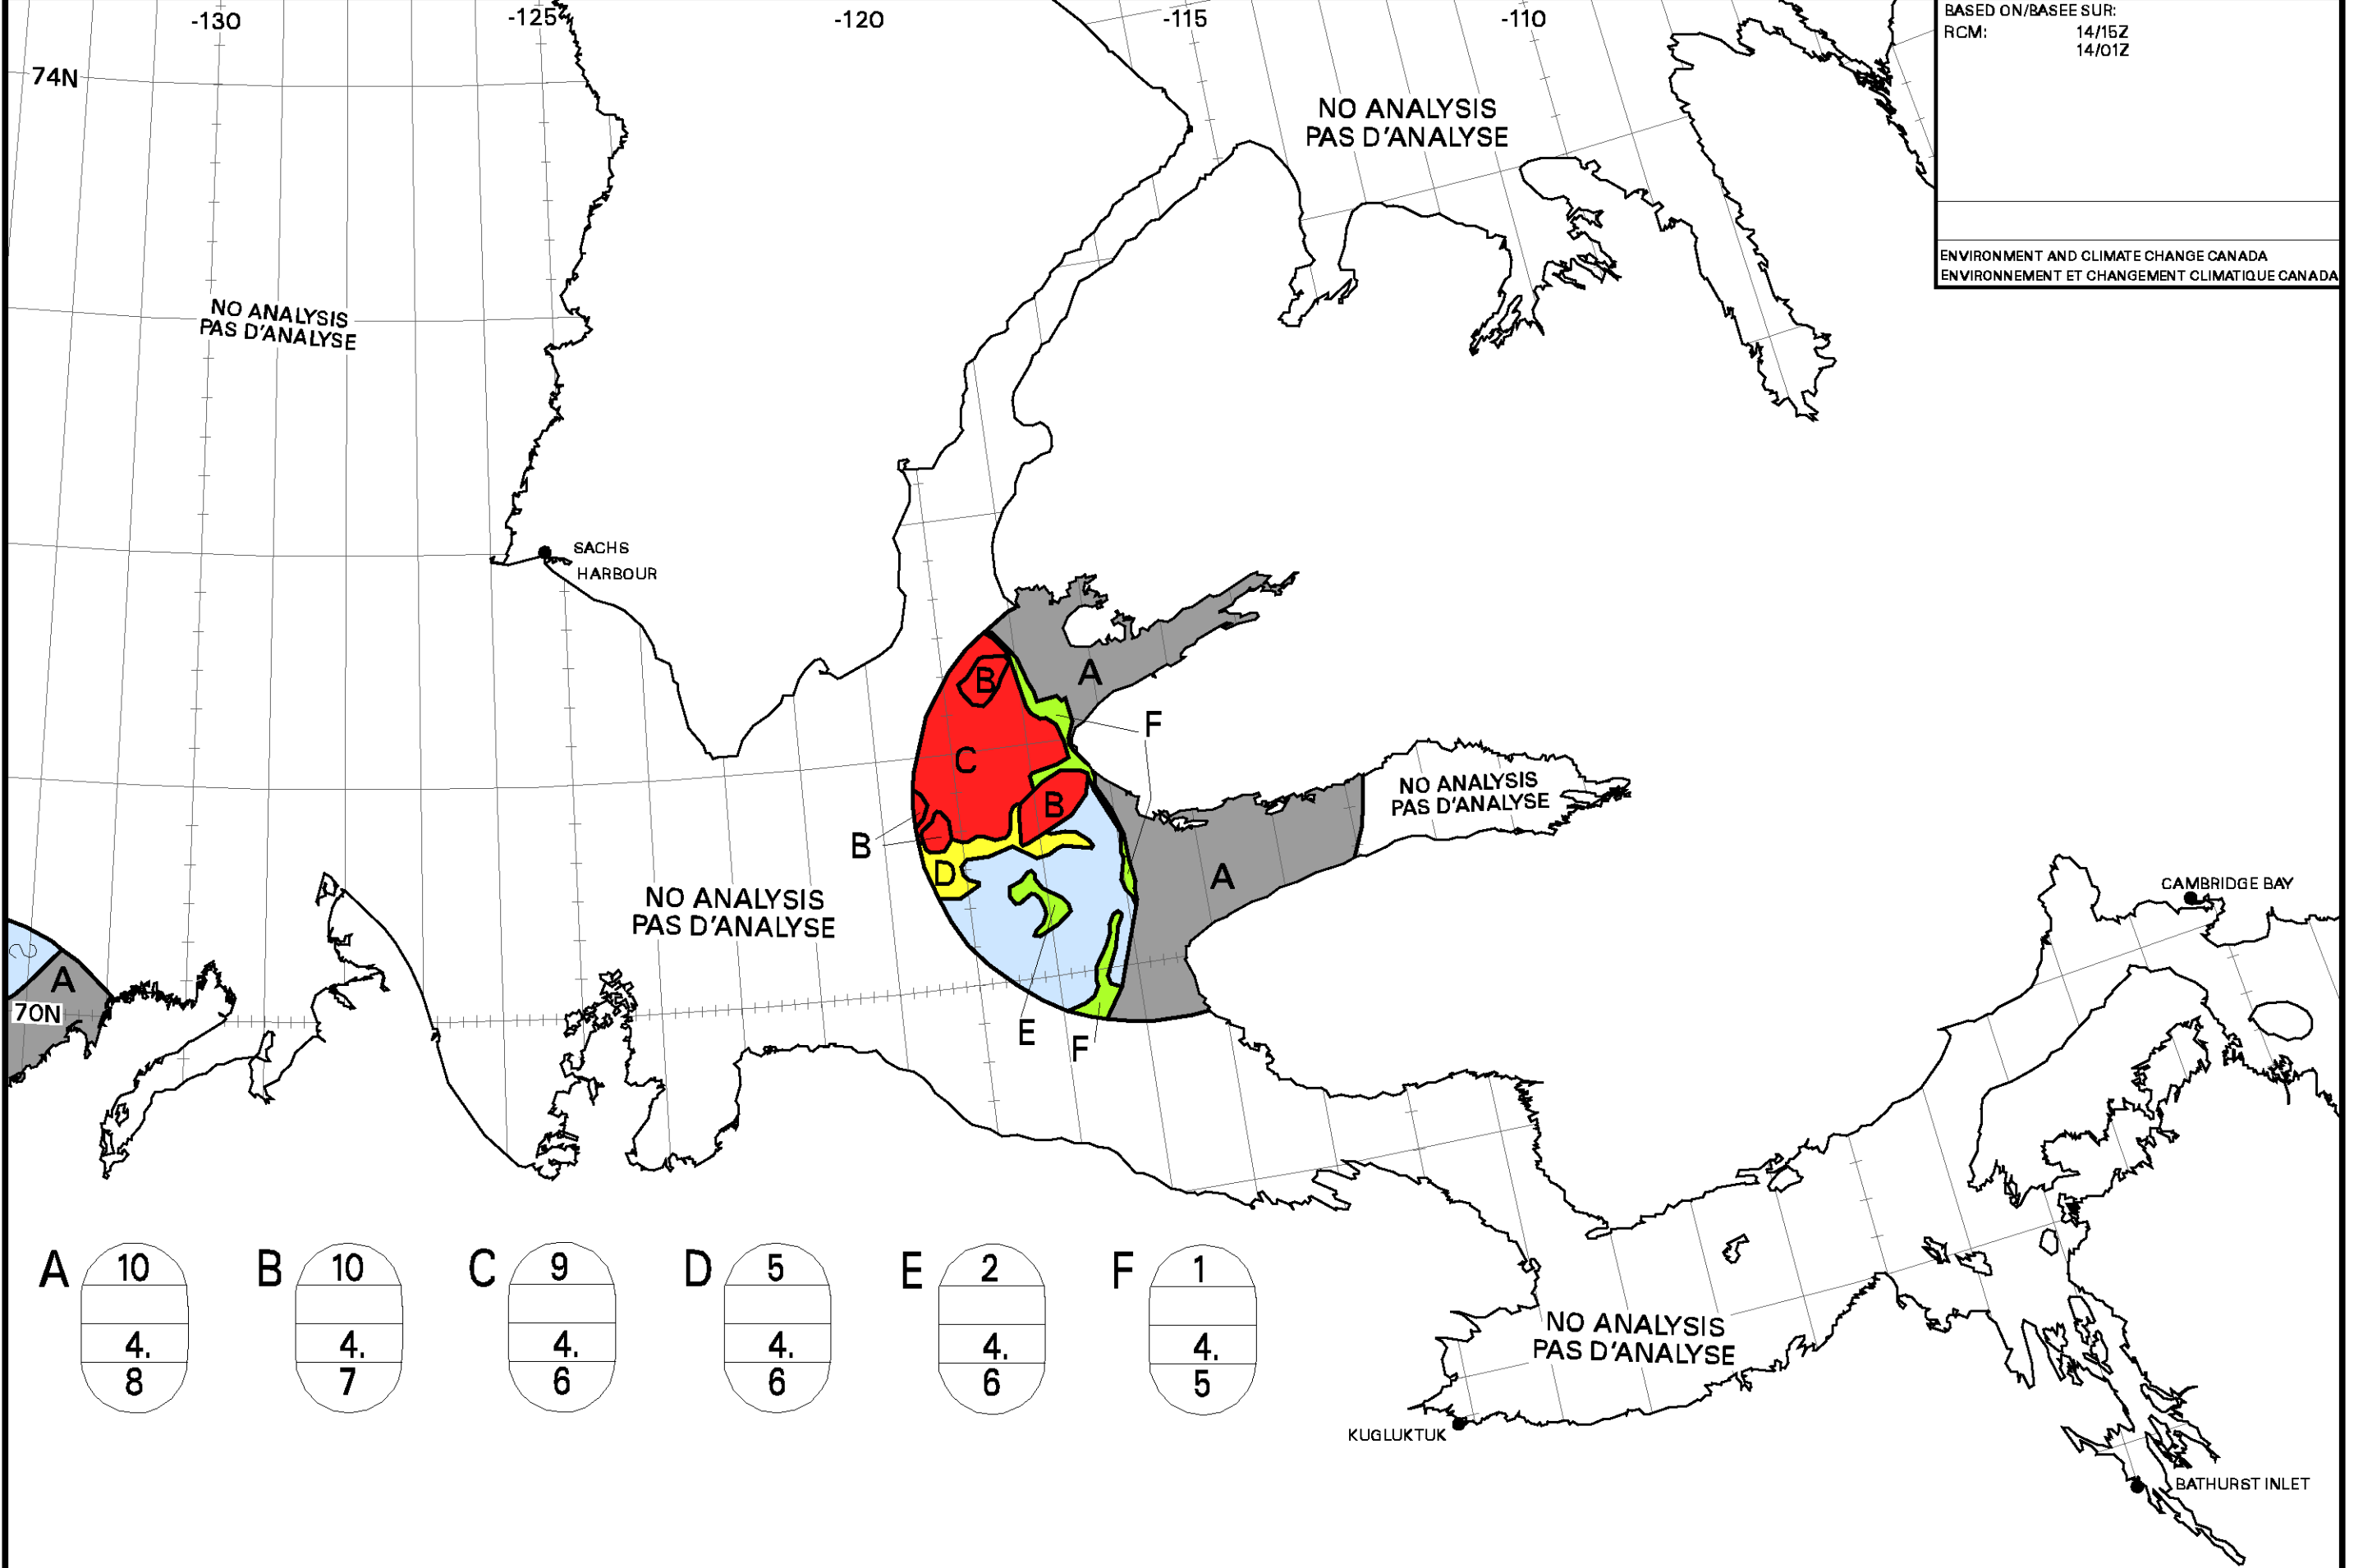 -130
-125
-120
-115
-110
BASED ON/BASEE SUR:
RCM: 14/15Z
14/01Z
74N
NO ANALYSIS
PAS D'ANALYSE
ENVIRONMENT AND CLIMATE CHANGE CANADA
ENVIRONNEMENT ET CHANGEMENT CLIMATIQUE CANADA
NO ANALYSIS
PAS D'ANALYSE
SACHS
HARBOUR
A
B
F
C
NO ANALYSIS
PAS D'ANALYSE
B
B
D
A
NO ANALYSIS
PAS D'ANALYSE
CAMBRIDGE BAY
A
70N
E
F
A
10
4.
8
B
10
4.
7
C
9
4.
6
D
5
4.
6
E
2
4.
6
F
1
4.
5
NO ANALYSIS
PAS D'ANALYSE
KUGLUKTUK
BATHURST INLET